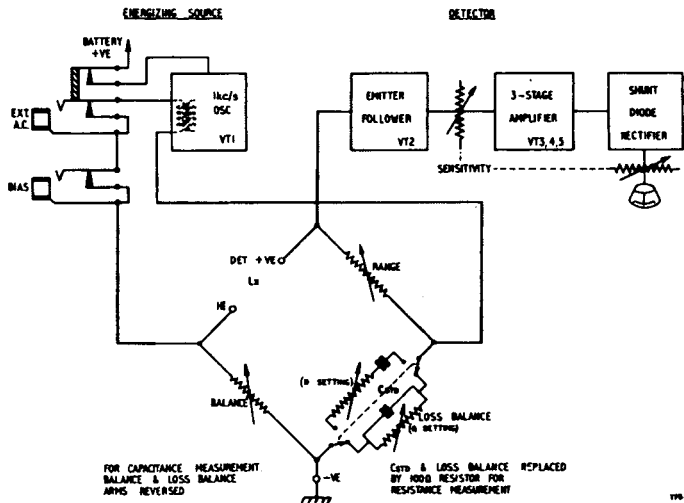 ENERGIZING SOURCE
DETECTOR
BATTERY
+VE
EXT.
A.C.
BIAS
1kc/s
OSC
VT1
EMITTER
FOLLOWER
VT2
3-STAGE
AMPLIFIER
VT3,4,5
SHUNT
DIODE
RECTIFIER
SENSITIVITY
DET +VE
Lx
RANGE
HE
BALANCE
(D SETTING)
CSTD
LOSS BALANCE
(Q SETTING)
-VE
FOR CAPACITANCE MEASUREMENT
BALANCE & LOSS BALANCE
ARMS REVERSED
CSTD & LOSS BALANCE REPLACED
BY 100Ω RESISTOR FOR
RESISTANCE MEASUREMENT